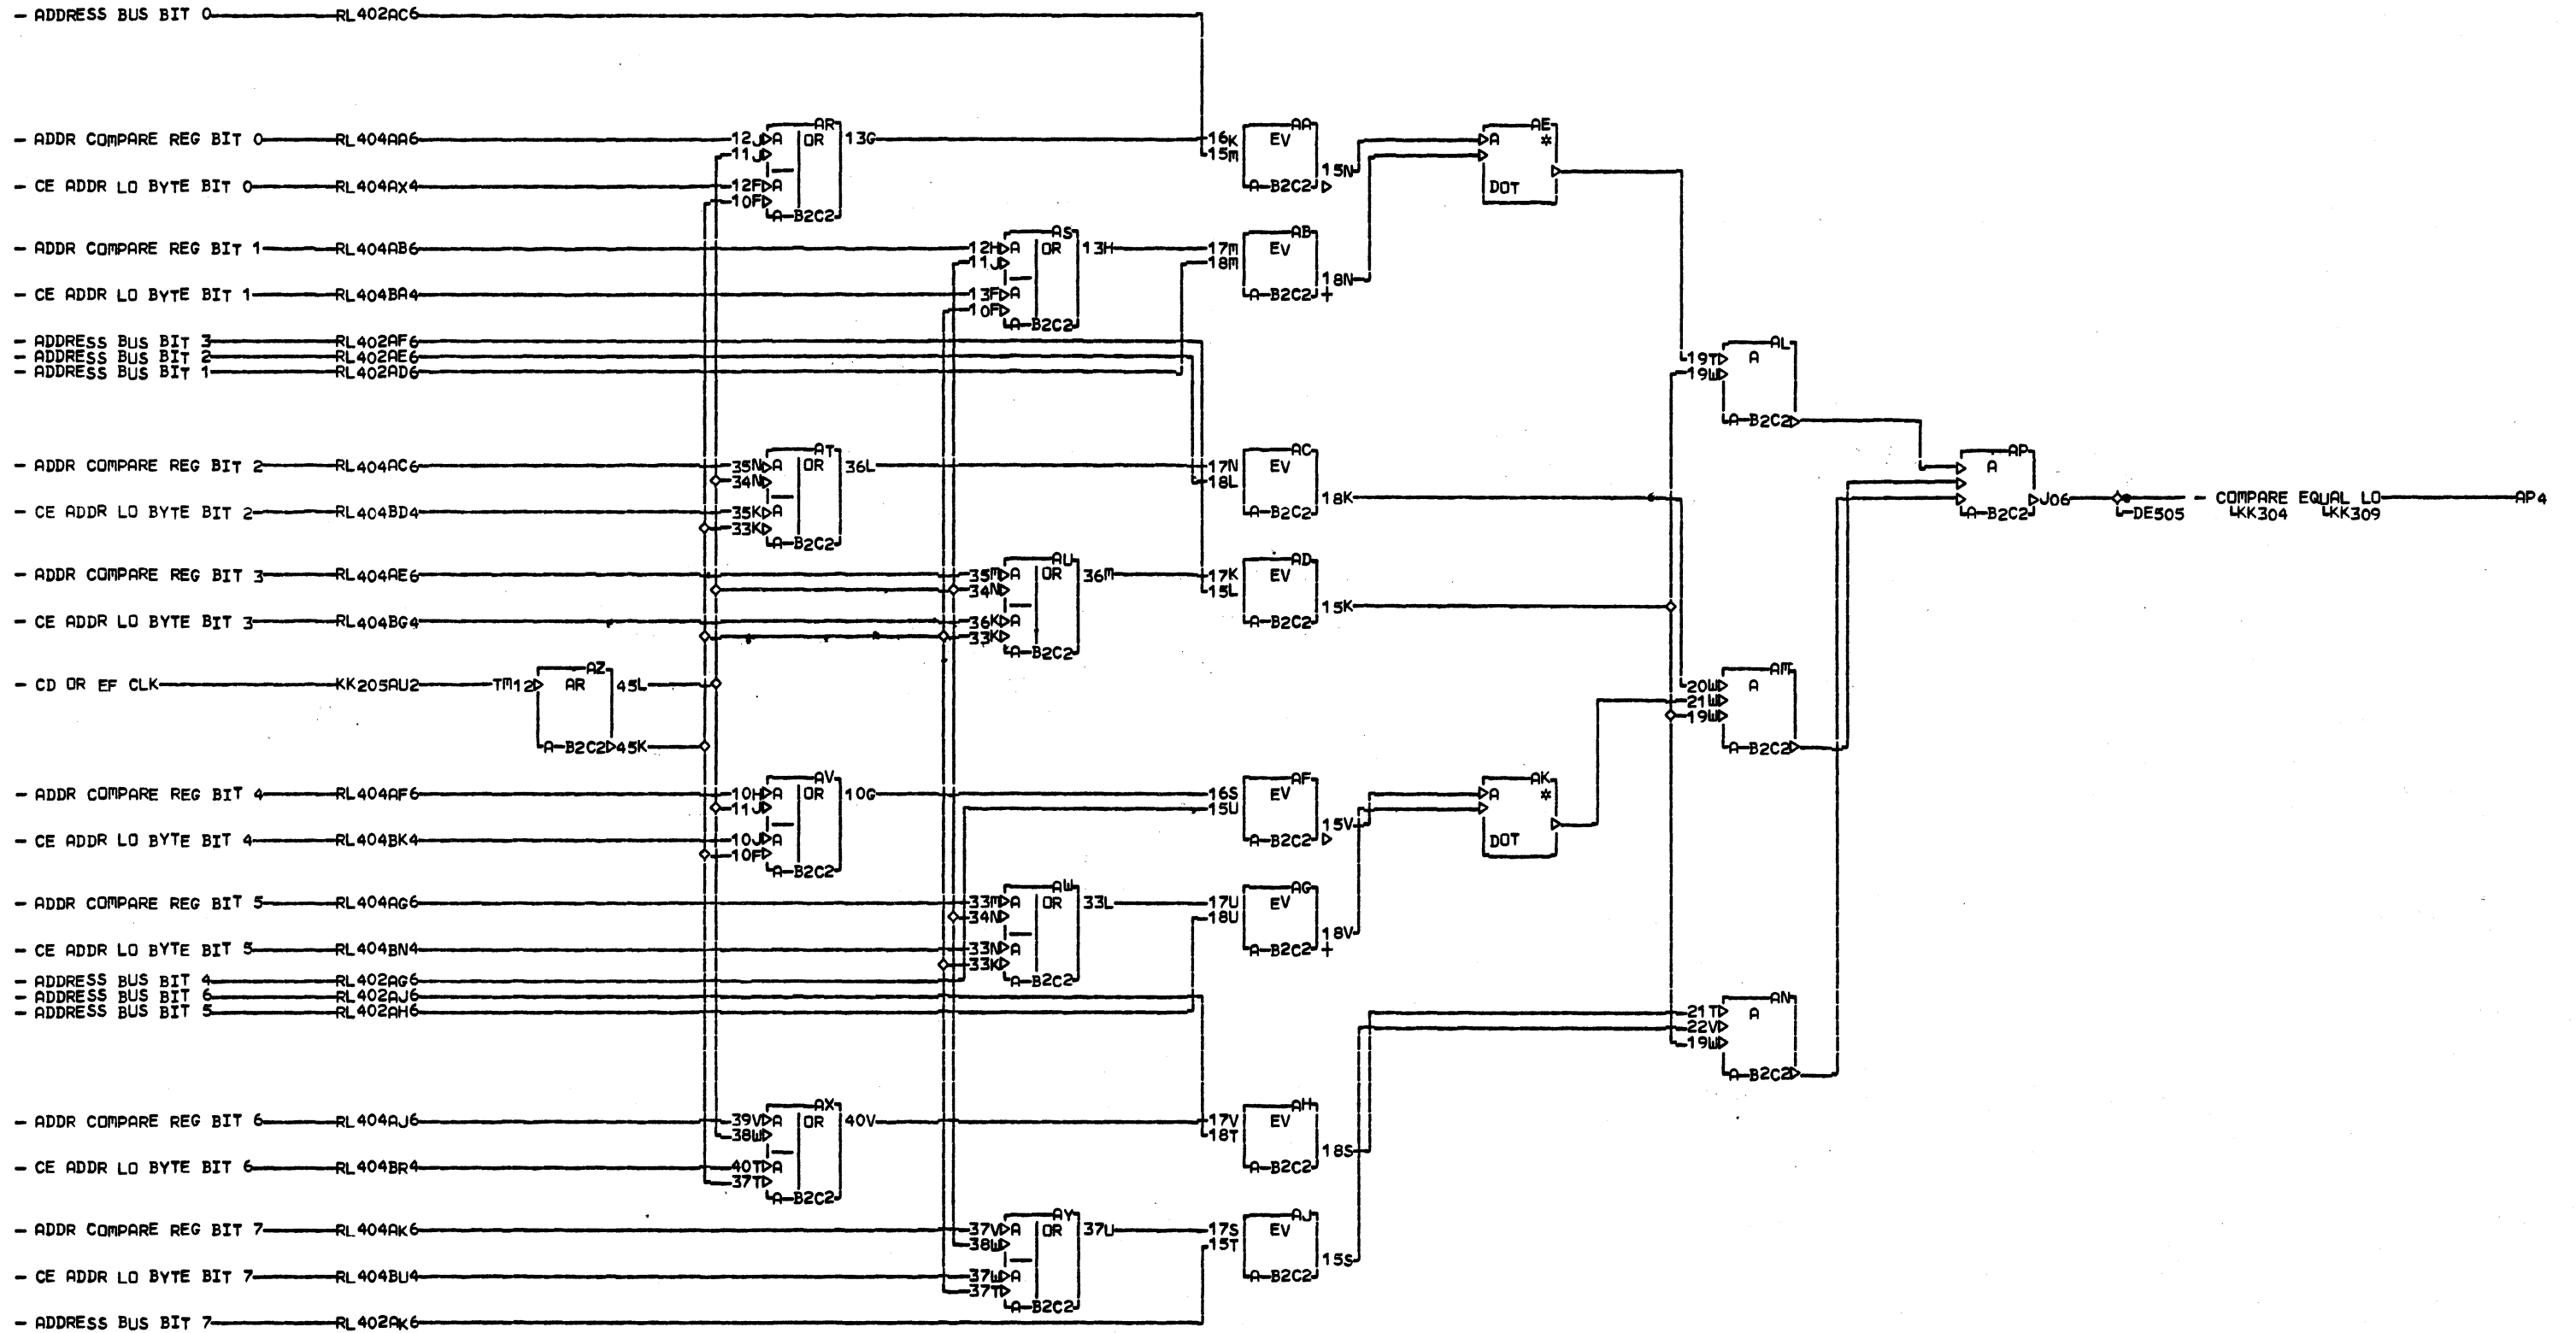 - ADDRESS BUS BIT 0 RL402AC6
AR AA AE
- ADDR COMPARE REG BIT 0 RL404AA6 12J A OR 13G 16K EV A *
11J 15M
15N
- CE ADDR LO BYTE BIT 0 RL404AX4 12F A A-B2C2 DOT
10F
A-B2C2
AS AB
- ADDR COMPARE REG BIT 1 RL404AB6 12H A OR 13H 17M EV
11J 18M
18N
- CE ADDR LO BYTE BIT 1 RL404BA4 13F A A-B2C2 +
10F
A-B2C2
- ADDRESS BUS BIT 3 RL402AF6 AL
- ADDRESS BUS BIT 2 RL402AE6 19T A
- ADDRESS BUS BIT 1 RL402AD6 19W
A-B2C2
AT AC AP
- ADDR COMPARE REG BIT 2 RL404AC6 35N A OR 36L 17N EV A
34N 18L
18K J06 - COMPARE EQUAL LO AP4
- CE ADDR LO BYTE BIT 2 RL404BD4 35K A A-B2C2 A-B2C2 DE505 KK304 KK309
33K
A-B2C2
AU AD
- ADDR COMPARE REG BIT 3 RL404AE6 35M A OR 36M 17K EV
34N 15L
15K
- CE ADDR LO BYTE BIT 3 RL404BG4 36K A A-B2C2
33K
A-B2C2
AZ AM
- CD OR EF CLK KK205AU2 TM12 AR 45L 20W A
21W
19W
A-B2C2 45K A-B2C2
AV AF AK
- ADDR COMPARE REG BIT 4 RL404AF6 10H A OR 10G 16S EV A *
11J 15U
15V
- CE ADDR LO BYTE BIT 4 RL404BK4 10J A A-B2C2 DOT
10F
A-B2C2
AW AG
- ADDR COMPARE REG BIT 5 RL404AG6 33M A OR 33L 17U EV
34N 18U
18V
- CE ADDR LO BYTE BIT 5 RL404BN4 33N A A-B2C2 +
33K
- ADDRESS BUS BIT 4 RL402AG6 A-B2C2
- ADDRESS BUS BIT 6 RL402AJ6 AN
- ADDRESS BUS BIT 5 RL402AH6 21T A
22V
19W
A-B2C2
AX AH
- ADDR COMPARE REG BIT 6 RL404AJ6 39V A OR 40V 17V EV
38W 18T
18S
- CE ADDR LO BYTE BIT 6 RL404BR4 40T A A-B2C2
37T
A-B2C2
AY AJ
- ADDR COMPARE REG BIT 7 RL404AK6 37V A OR 37U 17S EV
38W 15T
15S
- CE ADDR LO BYTE BIT 7 RL404BU4 37W A A-B2C2
37T
A-B2C2
- ADDRESS BUS BIT 7 RL402AK6